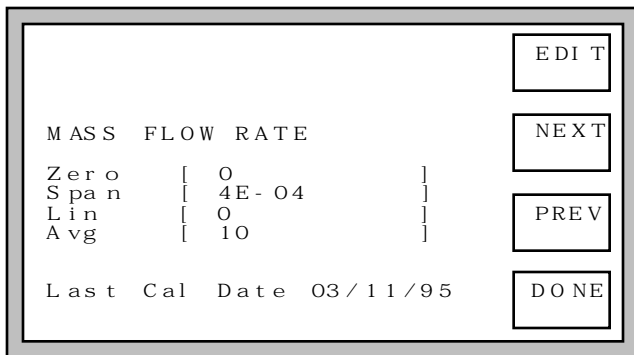 EDIT
MASS FLOW RATE
NEXT
Zero [ 0 ]
Span [ 4E-04 ]
Lin [ 0 ]
Avg [ 10 ]
PREV
Last Cal Date 03/11/95
DONE